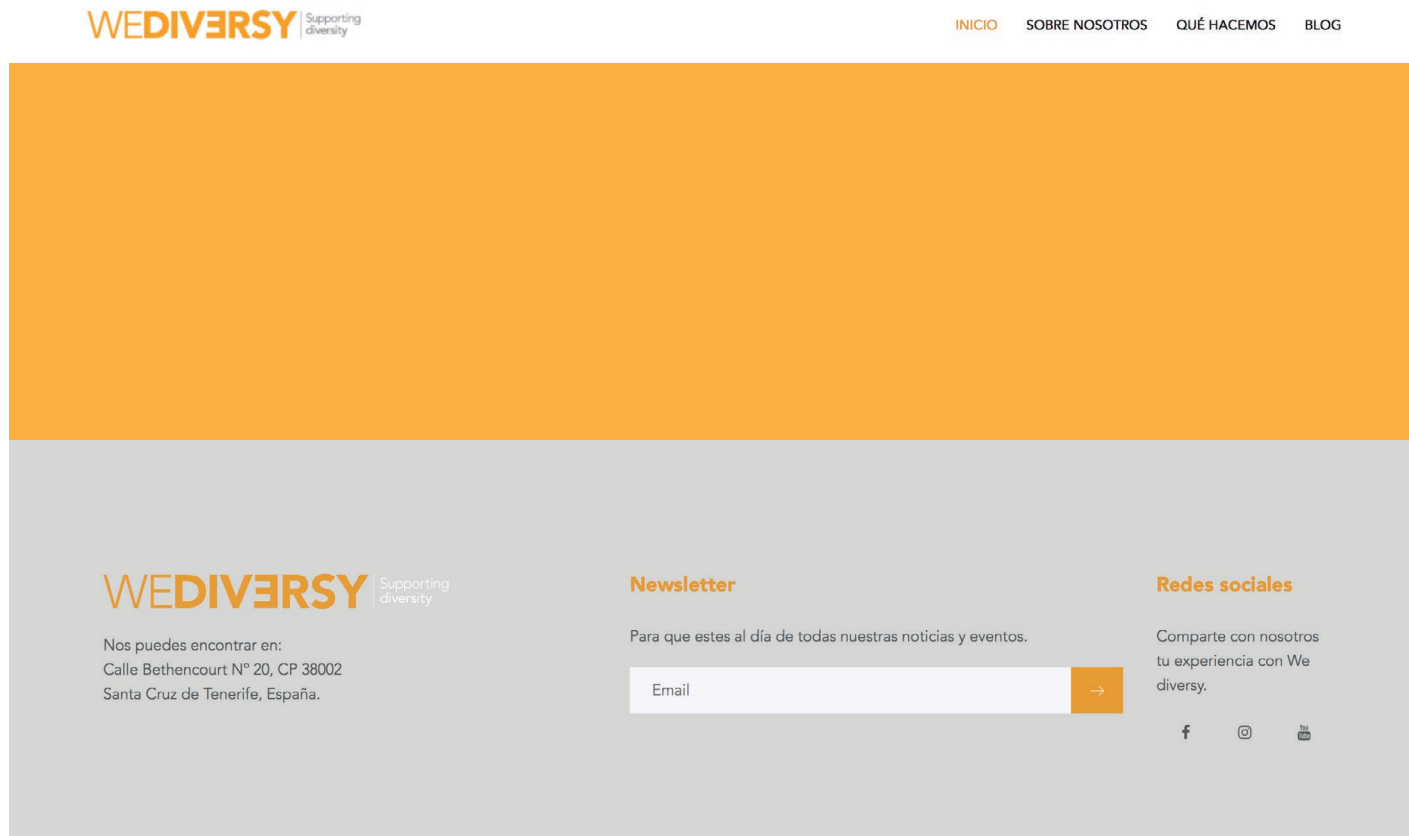 WEDIVERSY Supporting
diversity
INICIO SOBRE NOSOTROS QUÉ HACEMOS BLOG
WEDIVERSY Supporting
diversity
Nos puedes encontrar en:
Calle Bethencourt Nº 20, CP 38002
Santa Cruz de Tenerife, España.
Newsletter
Para que estes al día de todas nuestras noticias y eventos.
Email
→
Redes sociales
Comparte con nosotros
tu experiencia con We
diversy.
You
Tube